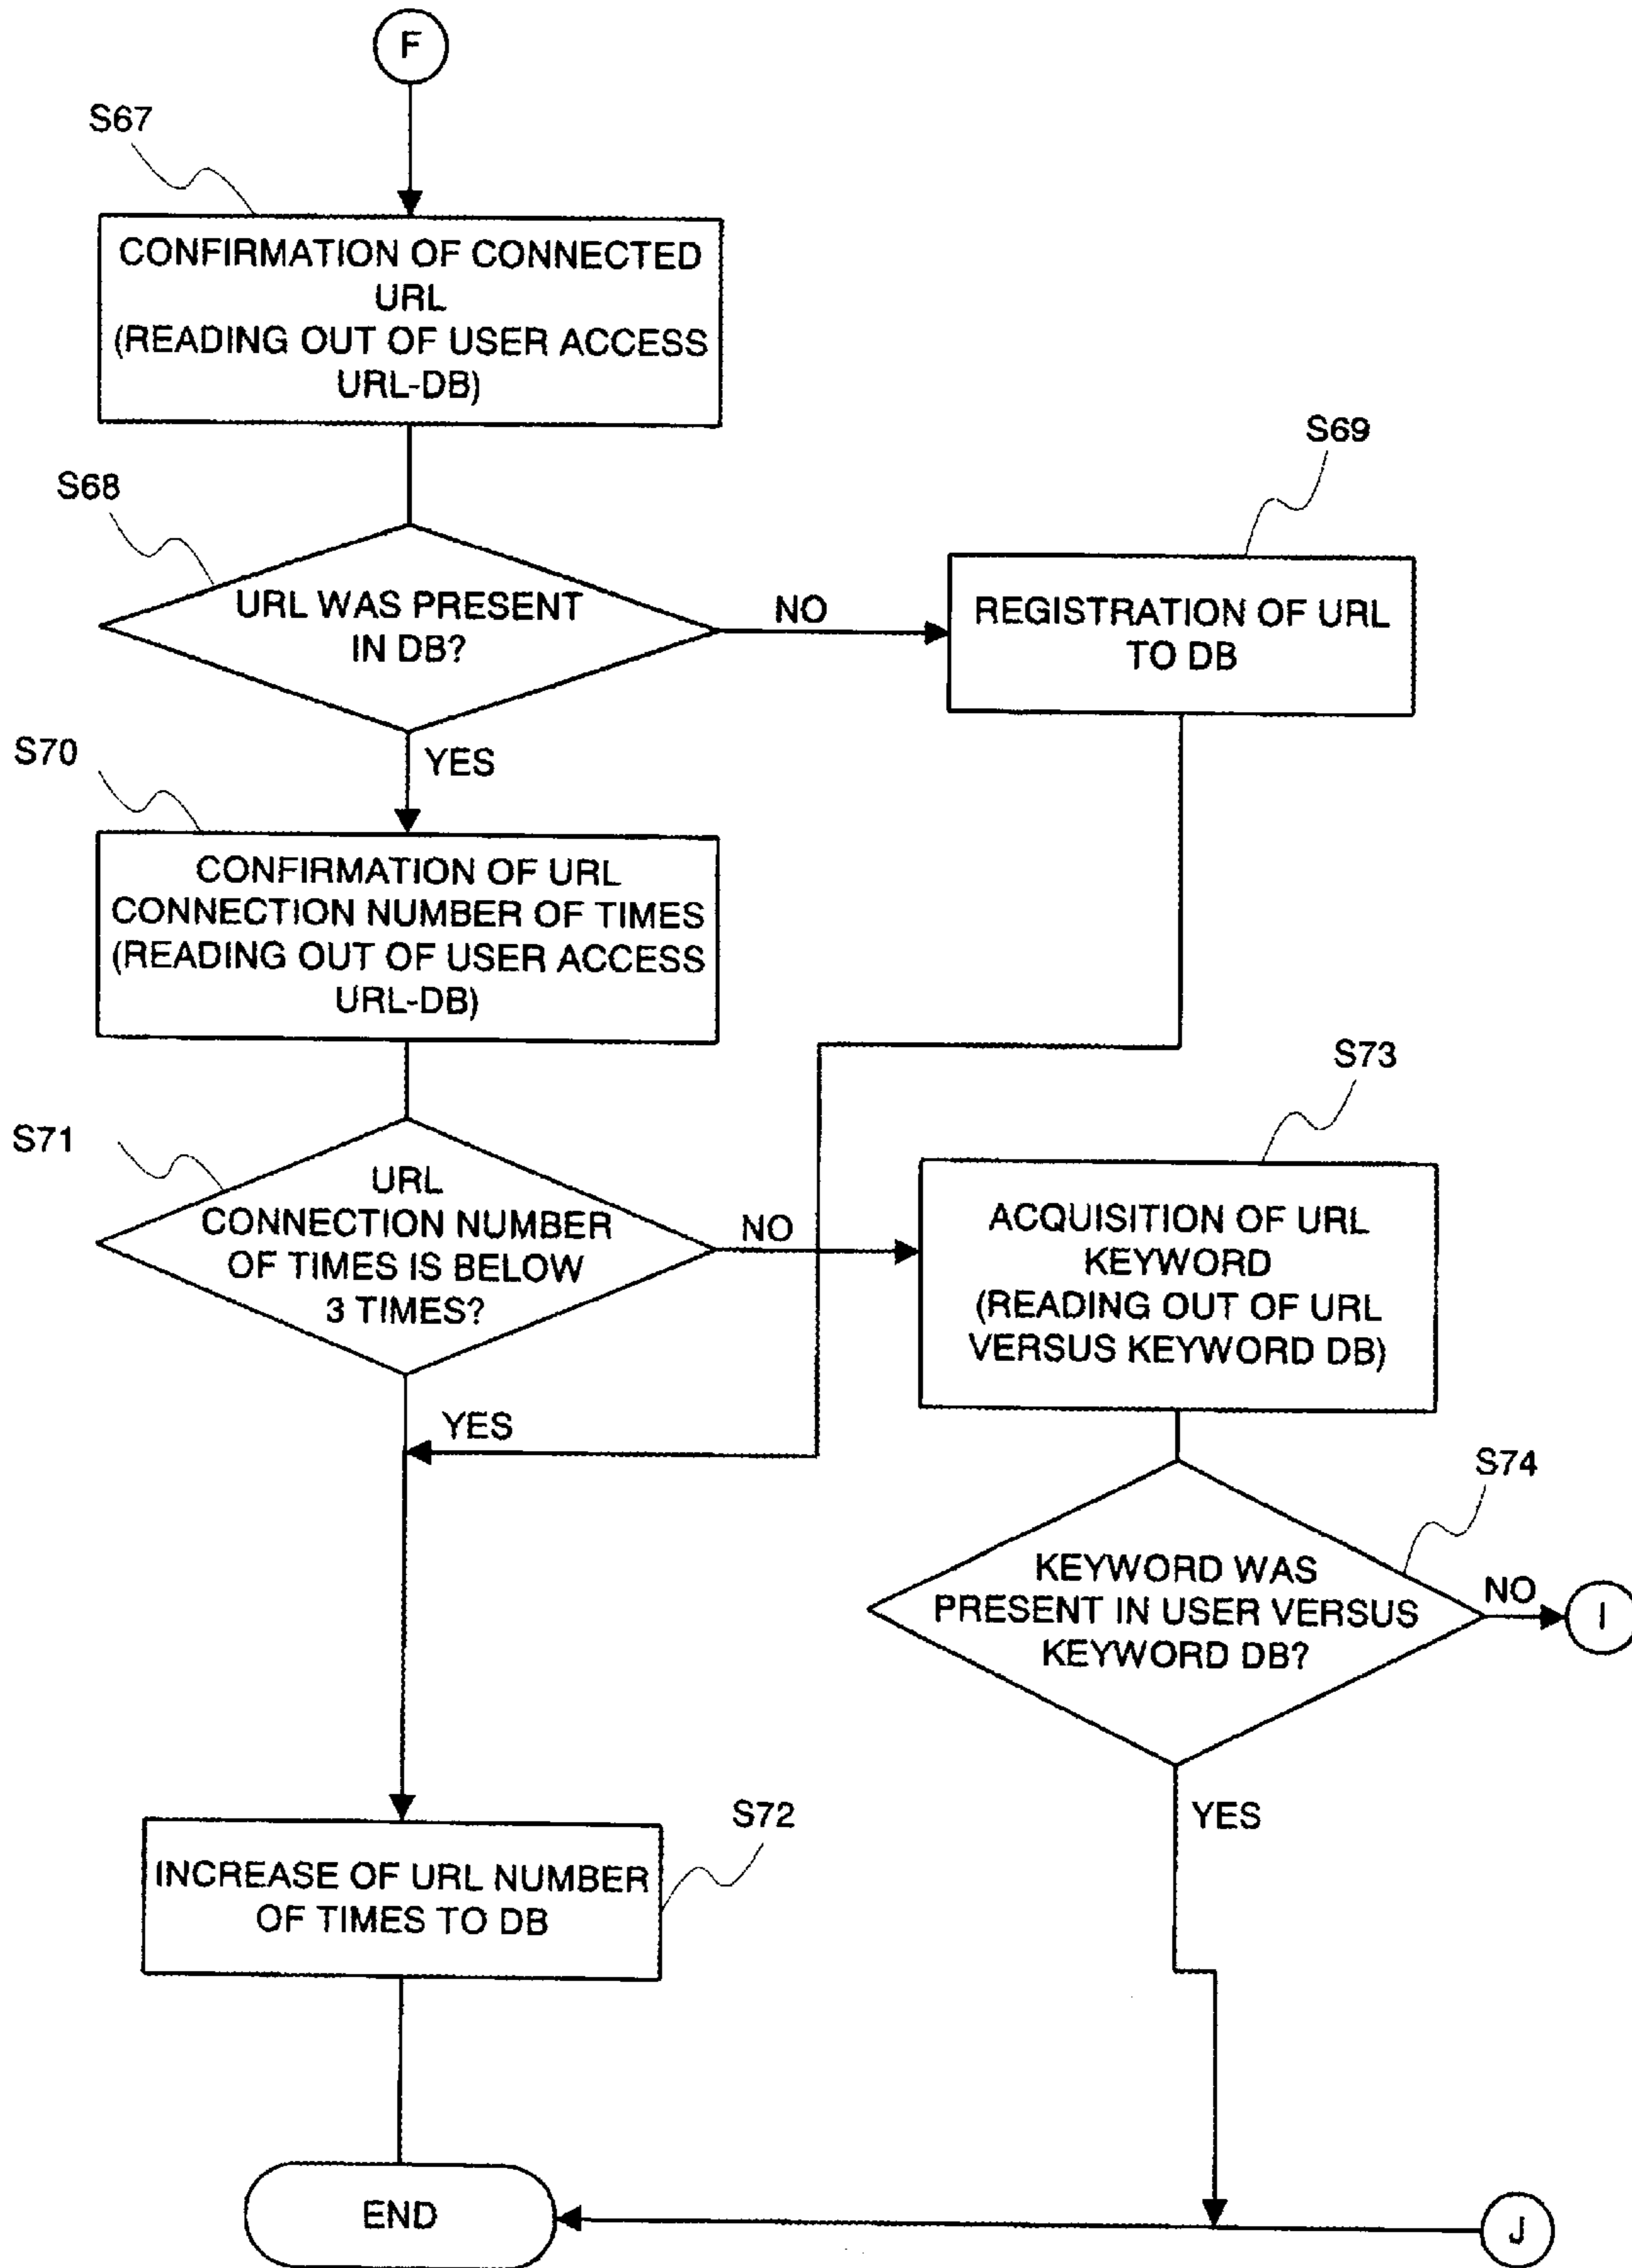 F
S67
CONFIRMATION OF CONNECTED
URL
(READING OUT OF USER ACCESS
URL-DB)
S68
URL WAS PRESENT
IN DB?
NO
S69
REGISTRATION OF URL
TO DB
YES
S70
CONFIRMATION OF URL
CONNECTION NUMBER OF TIMES
(READING OUT OF USER ACCESS
URL-DB)
S71
URL
CONNECTION NUMBER
OF TIMES IS BELOW
3 TIMES?
NO
S73
ACQUISITION OF URL
KEYWORD
(READING OUT OF URL
VERSUS KEYWORD DB)
YES
S74
KEYWORD WAS
PRESENT IN USER VERSUS
KEYWORD DB?
NO
I
YES
S72
INCREASE OF URL NUMBER
OF TIMES TO DB
END
J